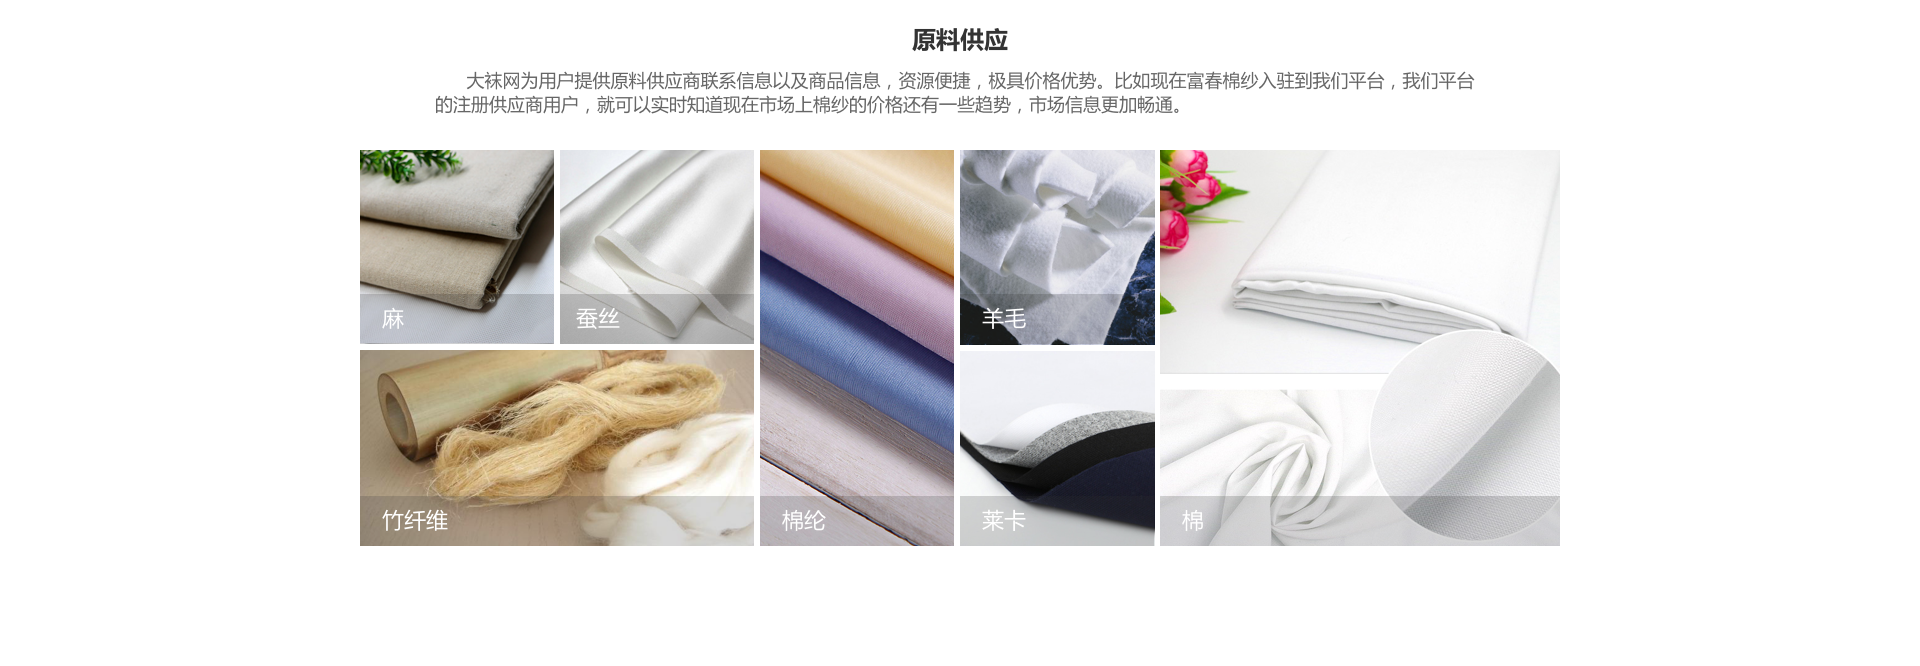 原料供应
大袜网为用户提供原料供应商联系信息以及商品信息，资源便捷，极具价格优势。比如现在富春棉纱入驻到我们平台，我们平台
的注册供应商用户，就可以实时知道现在市场上棉纱的价格还有一些趋势，市场信息更加畅通。
麻
蚕丝
羊毛
竹纤维
棉纶
莱卡
棉